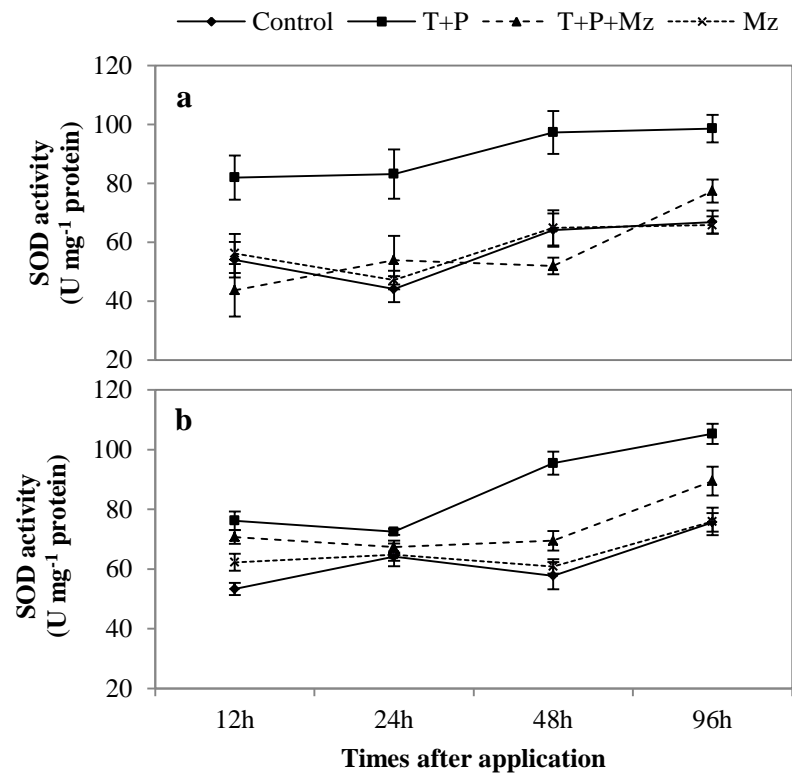 Control T+P T+P+Mz Mz
120
100
80
60
40
20
SOD activity
(U mg⁻¹ protein)
a
120
100
80
60
40
20
SOD activity
(U mg⁻¹ protein)
b
12h 24h 48h 96h
Times after application